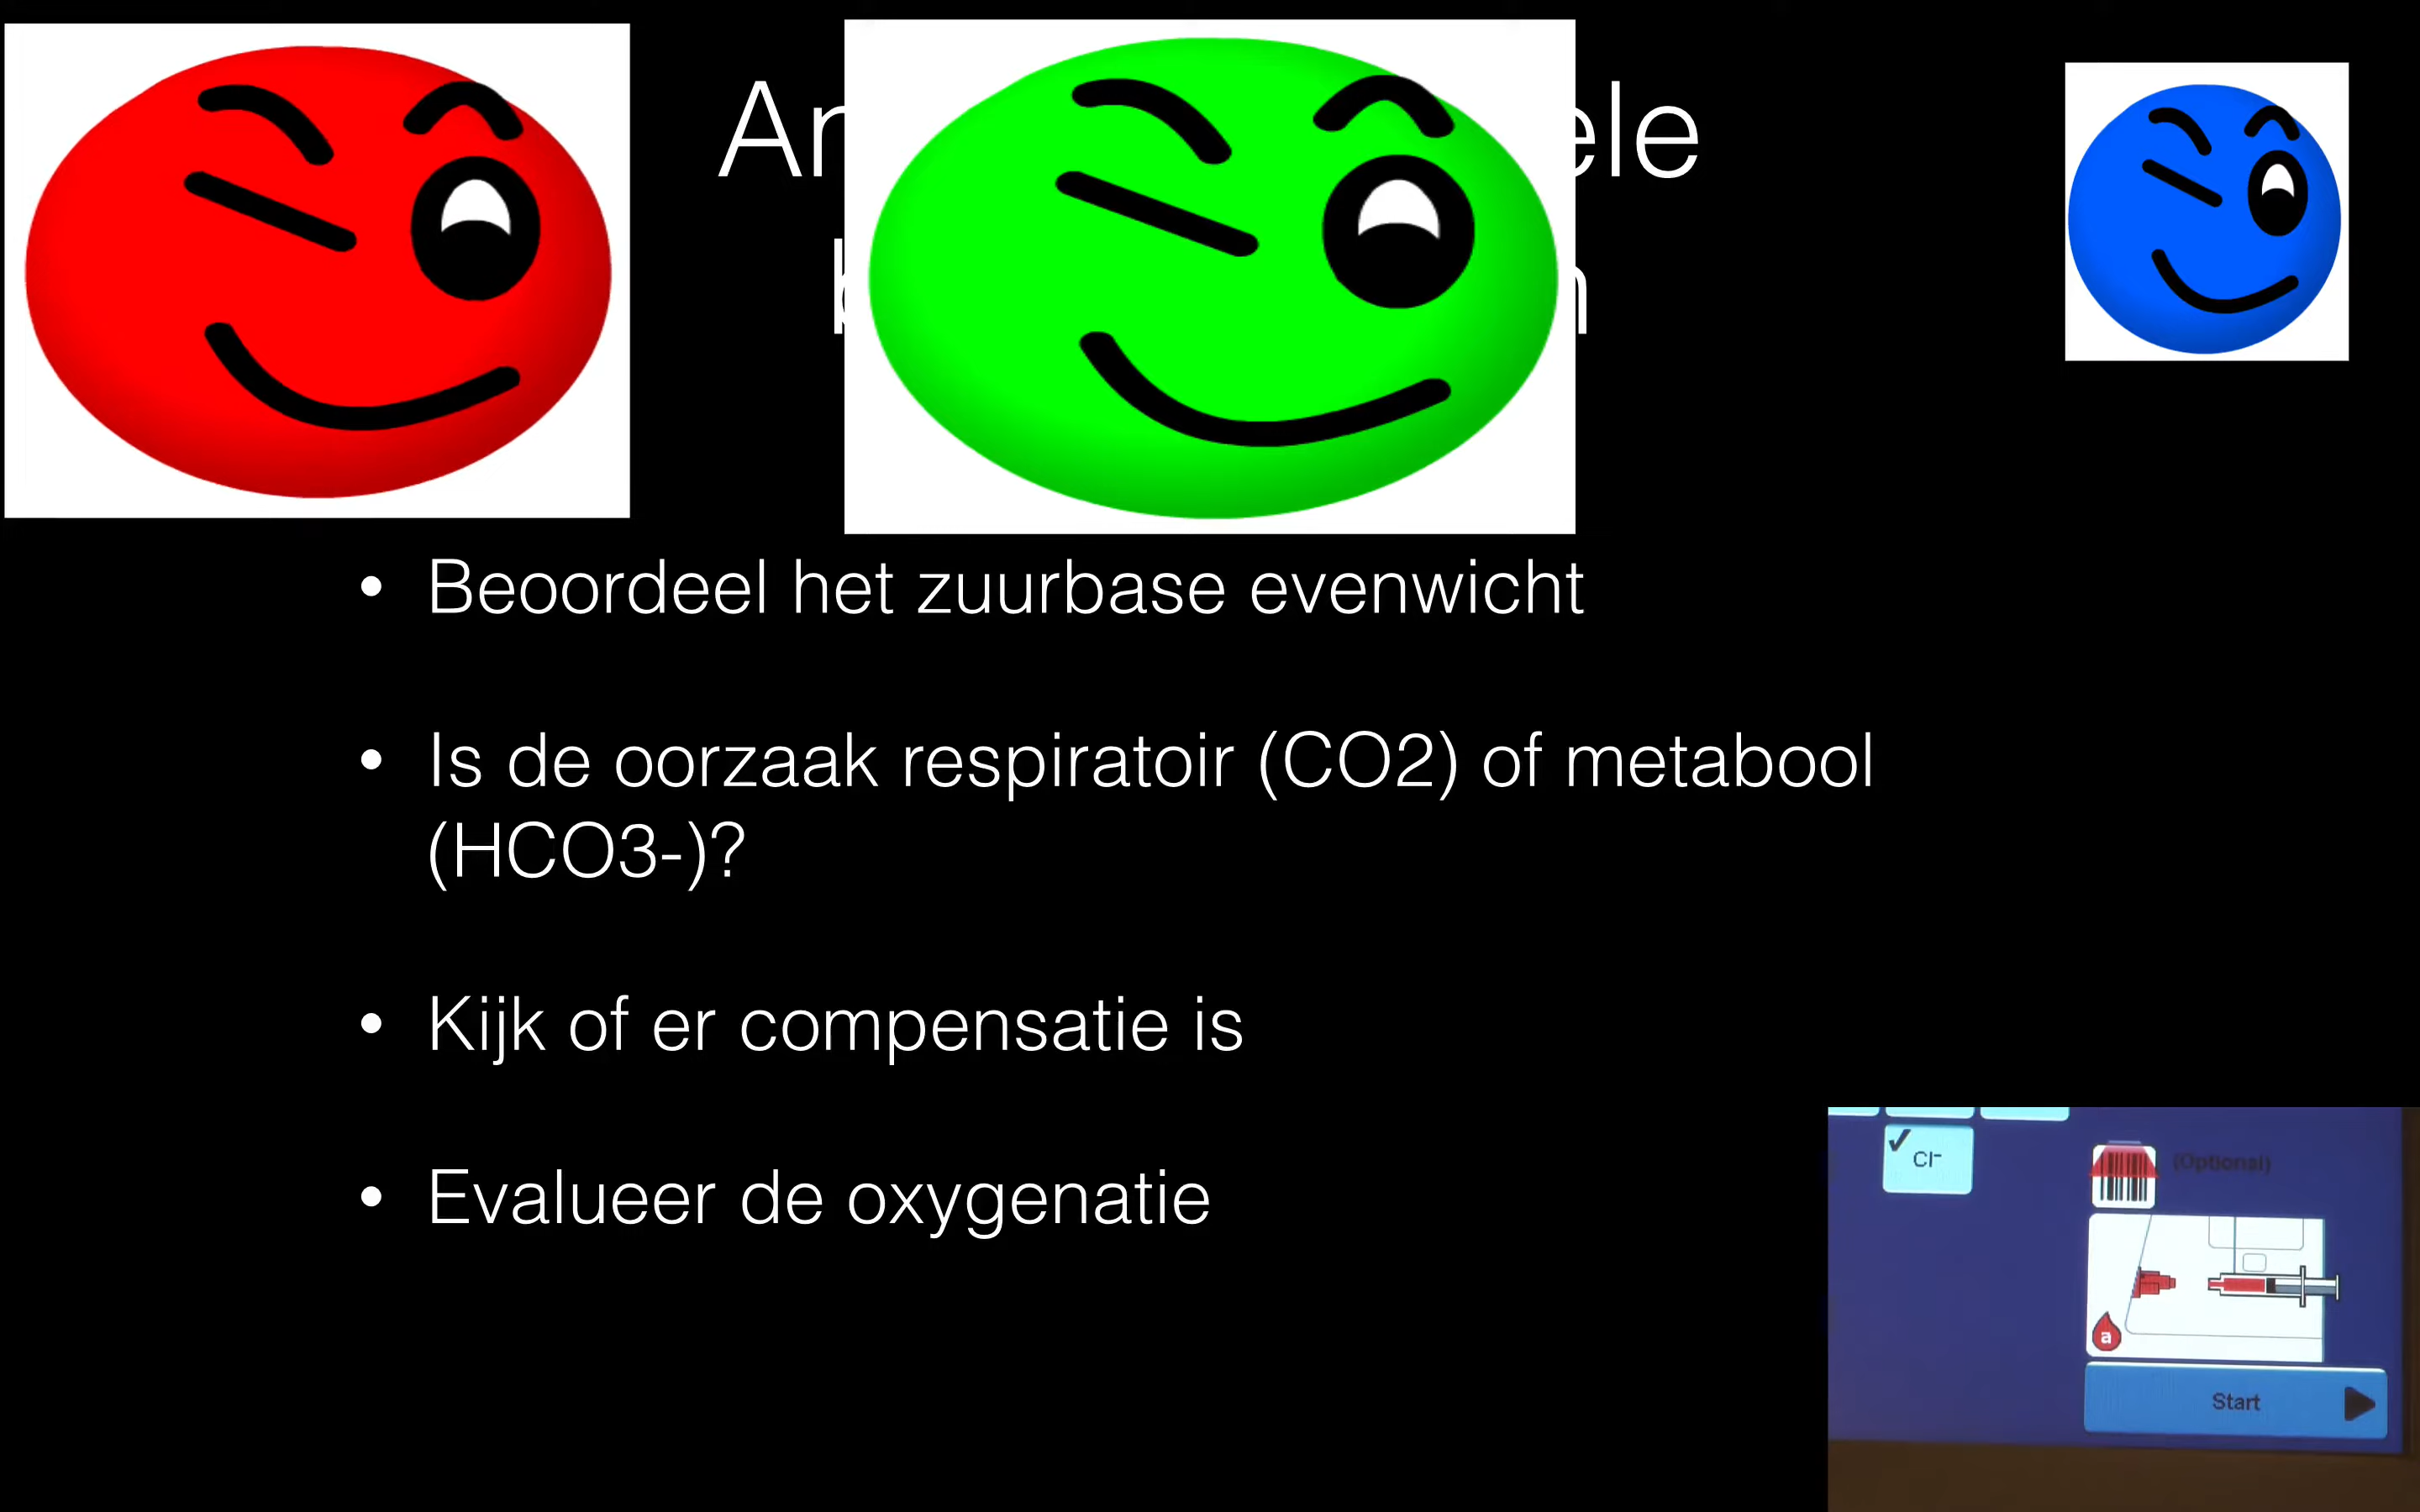 Beoordeel het zuurbase evenwicht
Is de oorzaak respiratoir (CO2) of metabool
(HCO3-)?
Kijk of er compensatie is
Evalueer de oxygenatie
Cl⁻
(Optional)
a
Start